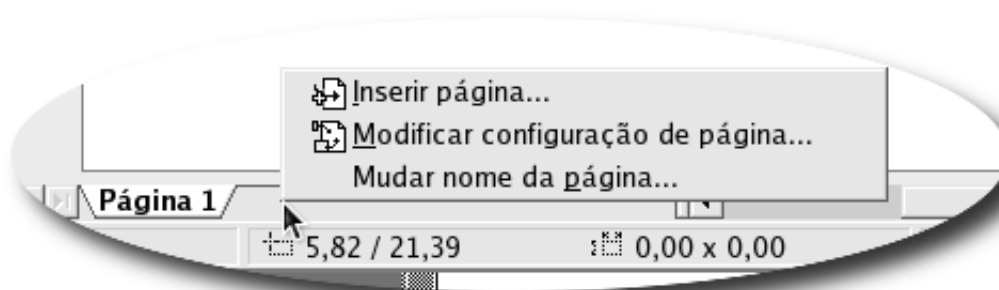 Inserir página...
Modificar configuração de página...
Mudar nome da página...
Página 1
5,82 / 21,39 0,00 x 0,00